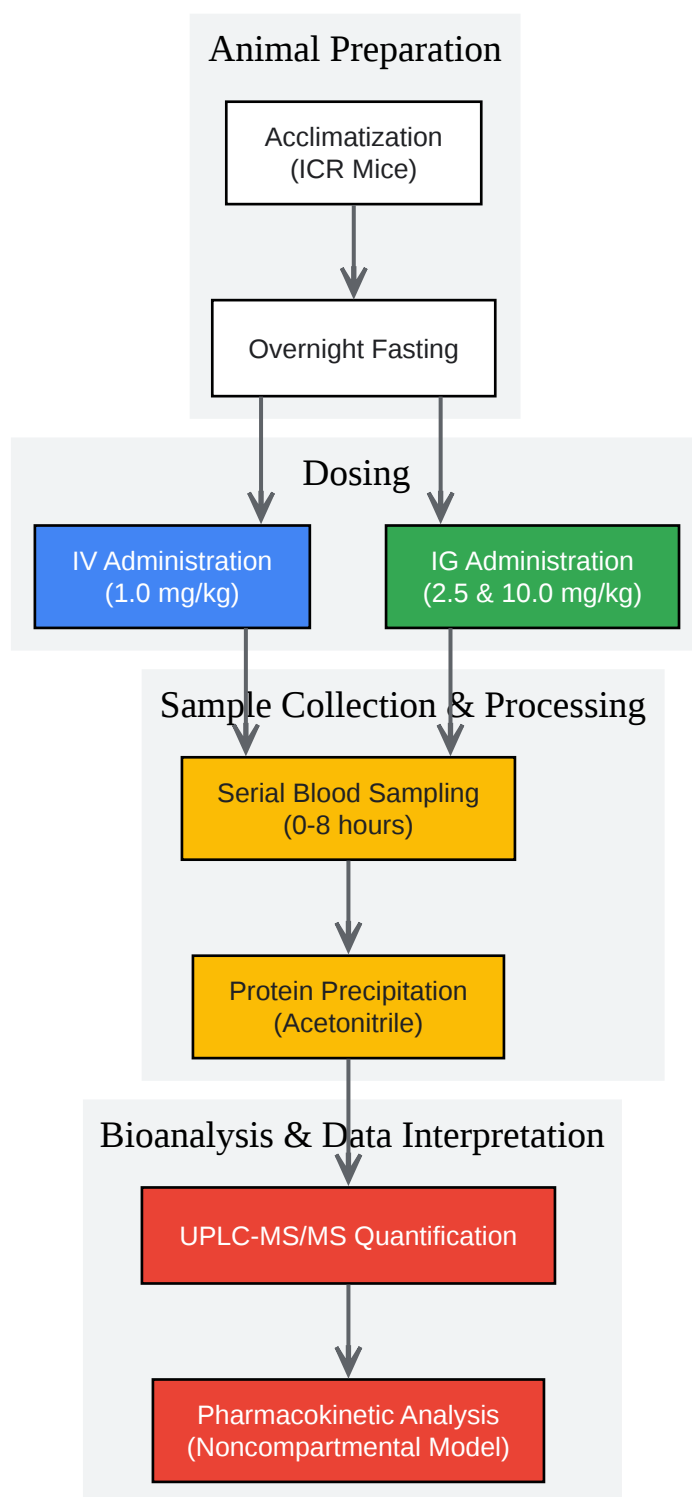 Animal Preparation
Acclimatization
(ICR Mice)
Overnight Fasting
Dosing
IV Administration
(1.0 mg/kg)
IG Administration
(2.5 & 10.0 mg/kg)
Sample Collection & Processing
Serial Blood Sampling
(0-8 hours)
Protein Precipitation
(Acetonitrile)
Bioanalysis & Data Interpretation
UPLC-MS/MS Quantification
Pharmacokinetic Analysis
(Noncompartmental Model)